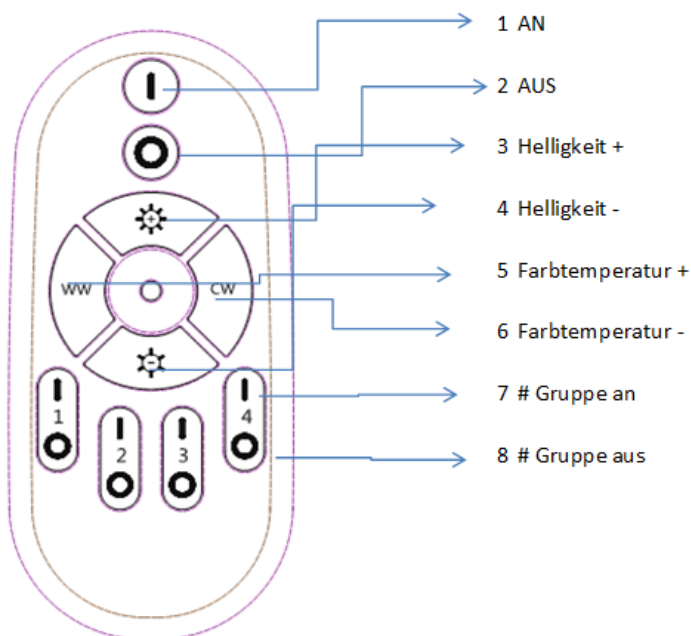 1 AN
2 AUS
3 Helligkeit +
4 Helligkeit -
WW
CW
5 Farbtemperatur +
6 Farbtemperatur -
7 # Gruppe an
1
4
2
3
8 # Gruppe aus